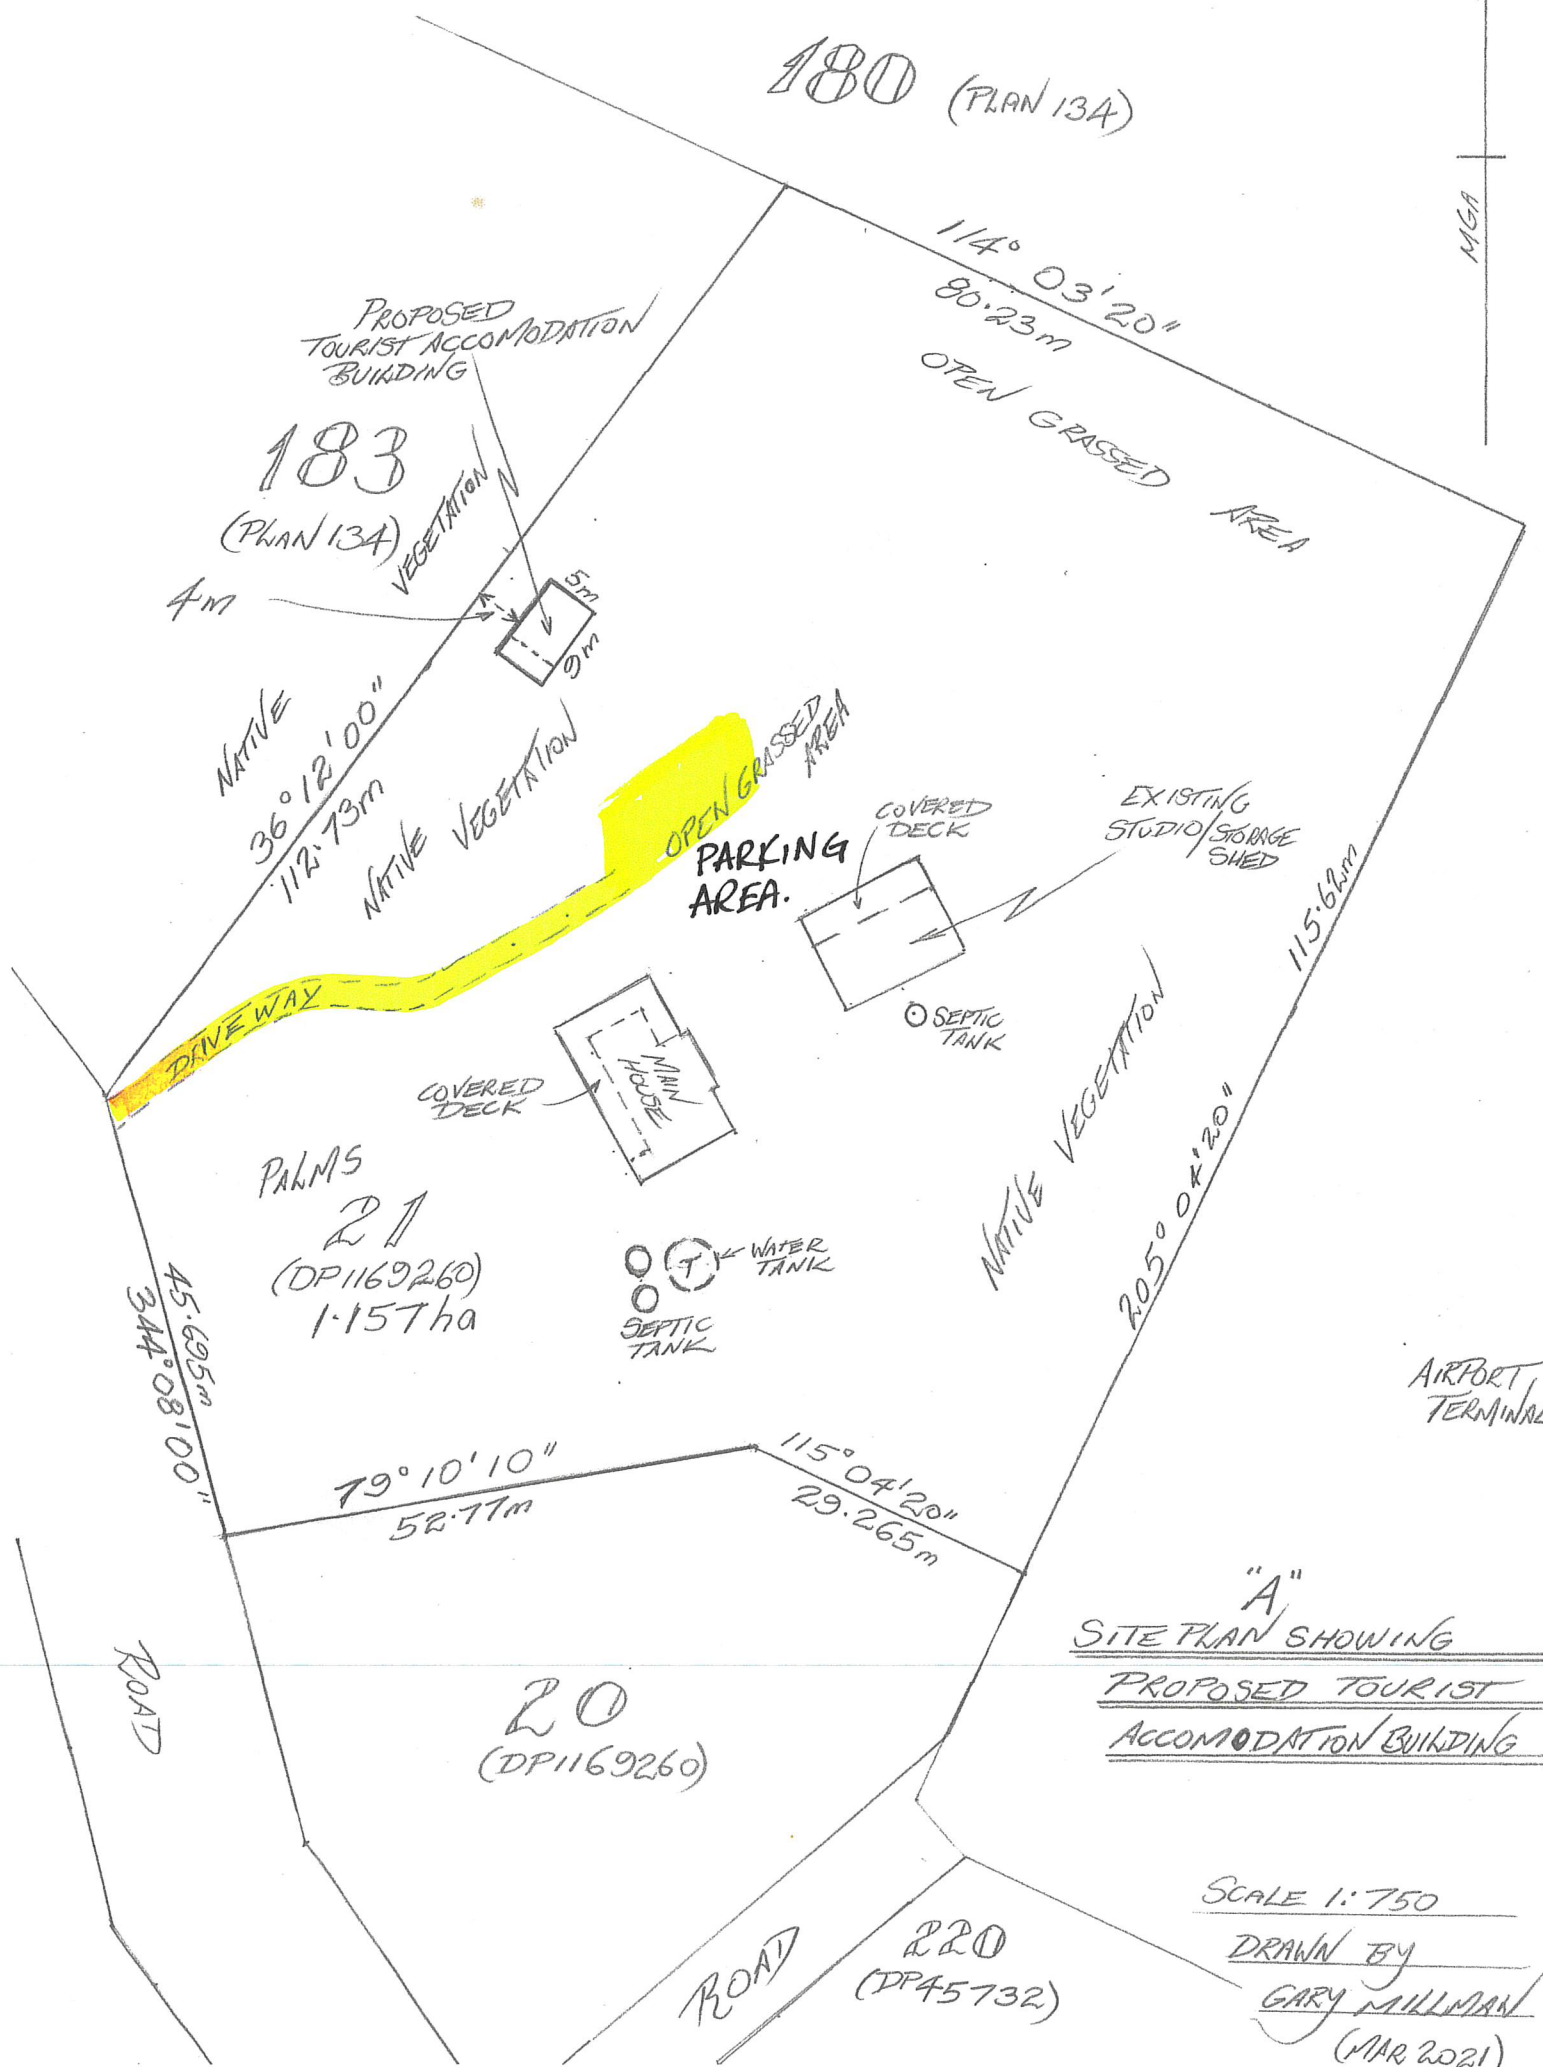 180 (PLAN 134)
MGA
114° 03'20"
80.23m
OPEN GRASSED AREA
PROPOSED
TOURIST ACCOMODATION
BUILDING
183
(PLAN 134)
NATIVE VEGETATION
4m
5m
9m
36°12'00"
112.73m
NATIVE VEGETATION
OPEN GRASSED
AREA
PARKING
AREA.
COVERED
DECK
EXISTING
STUDIO/STORAGE
SHED
115.62m
205° 04'20"
SEPTIC
TANK
DRIVEWAY
MAIN
HOUSE
COVERED
DECK
NATIVE VEGETATION
PALMS
21
(DP1169260)
1.157ha
T
WATER
TANK
SEPTIC
TANK
45.695m
344°08'00"
79°10'10"
52.77m
115°04'20"
29.265m
AIRPORT
TERMINAL
"A"
SITE PLAN SHOWING
PROPOSED TOURIST
ACCOMODATION BUILDING
ROAD
20
(DP1169260)
ROAD
220
(DP45732)
SCALE 1:750
DRAWN BY
GARY MILLMAN
(MAR 2021)